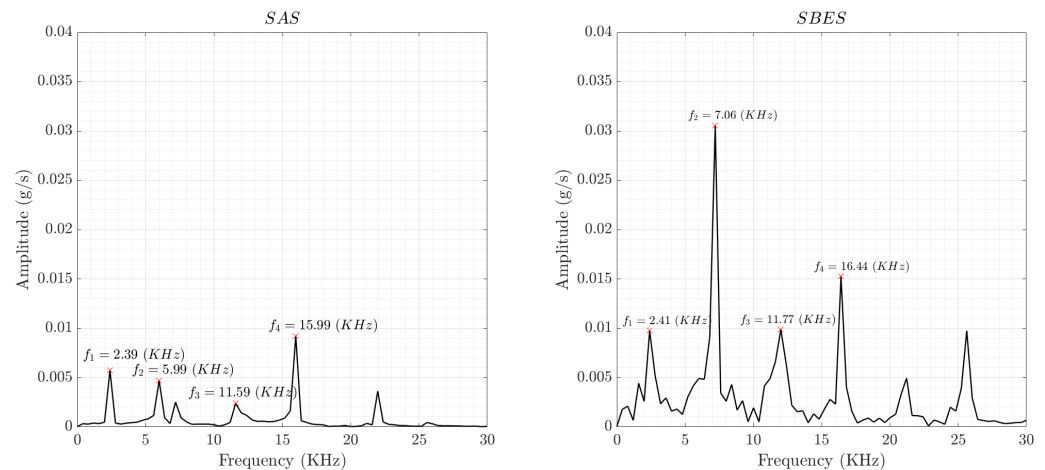 SAS
0.04
0.035
0.03
0.025
0.02
0.015
0.01
0.005
0
Amplitude (g/s)
f₁ = 2.39 (KHz)
f₂ = 5.99 (KHz)
f₃ = 11.59 (KHz)
f₄ = 15.99 (KHz)
0 5 10 15 20 25 30
Frequency (KHz)
SBES
0.04
0.035
0.03
0.025
0.02
0.015
0.01
0.005
0
Amplitude (g/s)
f₁ = 2.41 (KHz)
f₂ = 7.06 (KHz)
f₃ = 11.77 (KHz)
f₄ = 16.44 (KHz)
0 5 10 15 20 25 30
Frequency (KHz)